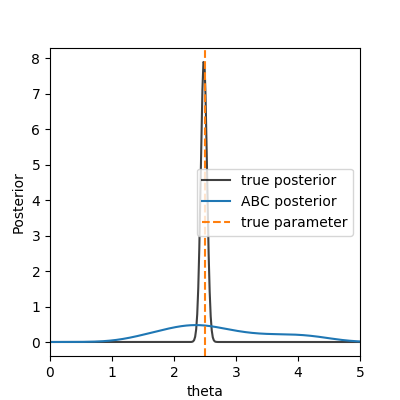 8
7
6
5
4
3
2
1
0
Posterior
true posterior
ABC posterior
true parameter
0 1 2 3 4 5
theta